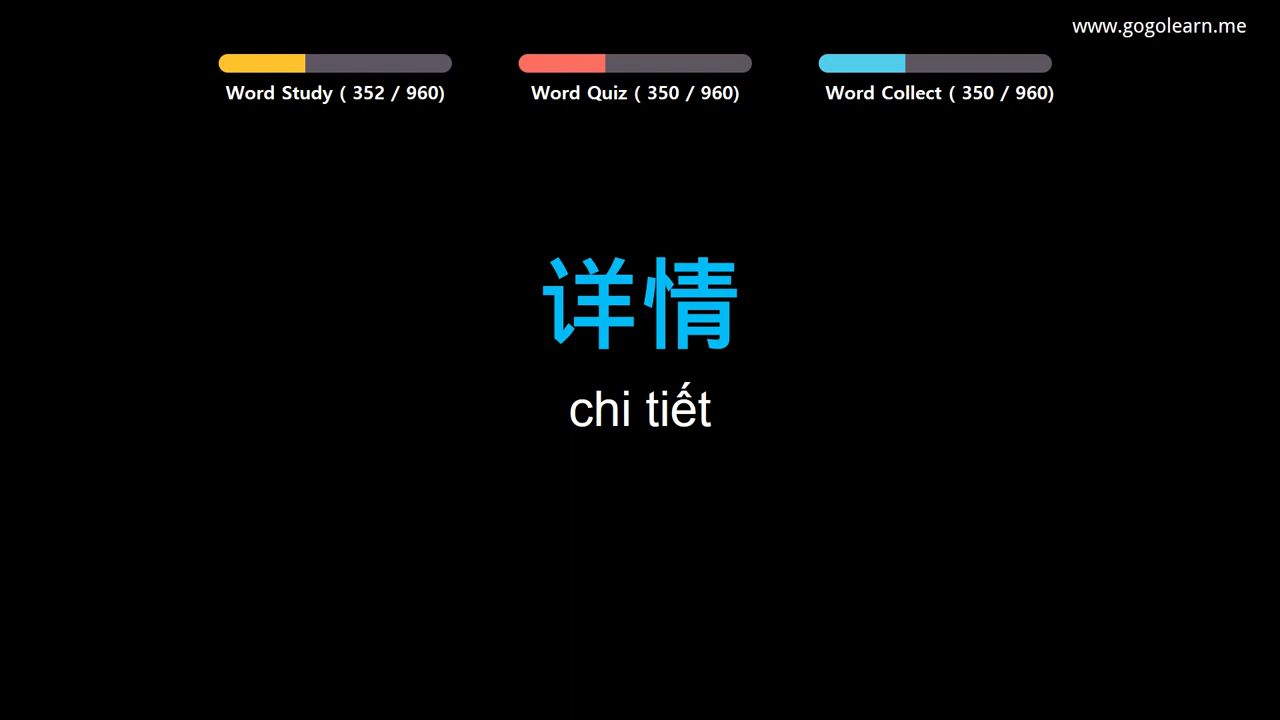 www.gogolearn.me
Word Study ( 352 / 960)
Word Quiz ( 350 / 960)
Word Collect ( 350 / 960)
详情
chi tiết